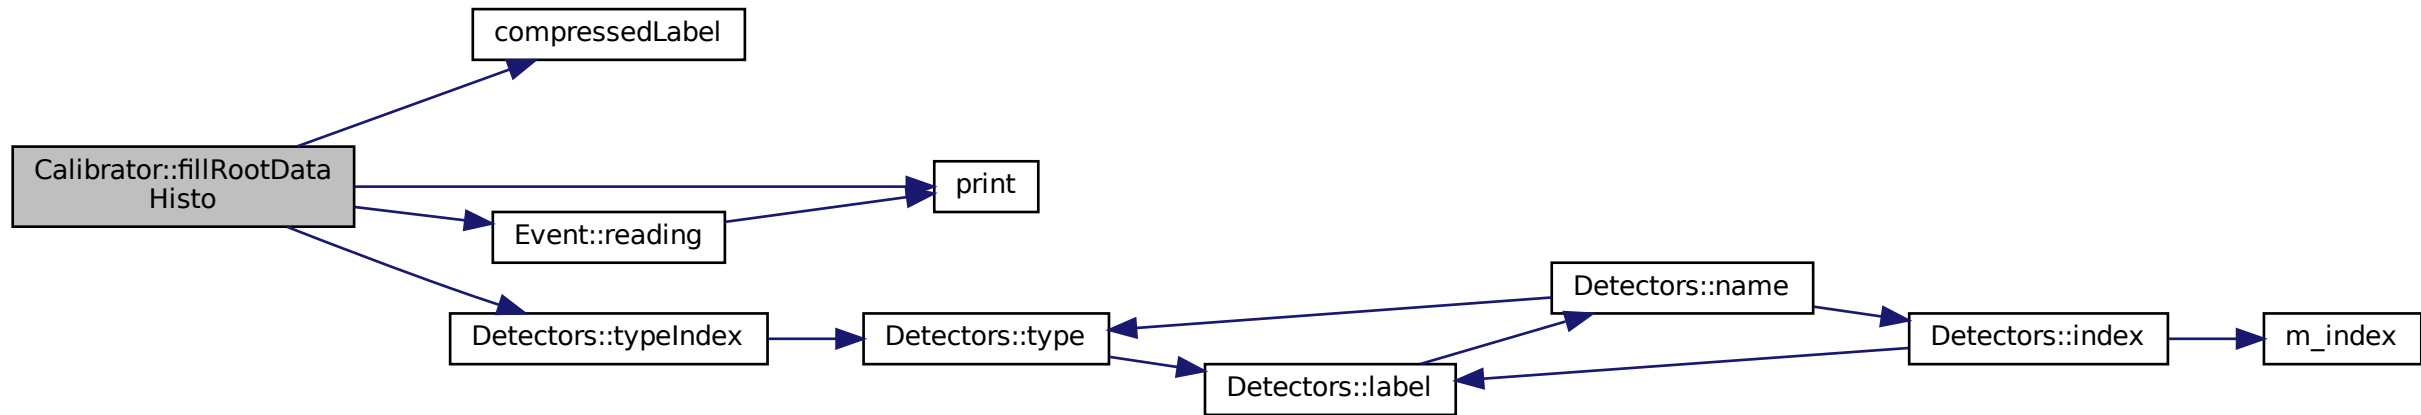 compressedLabel
Calibrator::fillRootData
Histo
print
Event::reading
Detectors::name
Detectors::typeIndex
Detectors::type
Detectors::index
m_index
Detectors::label